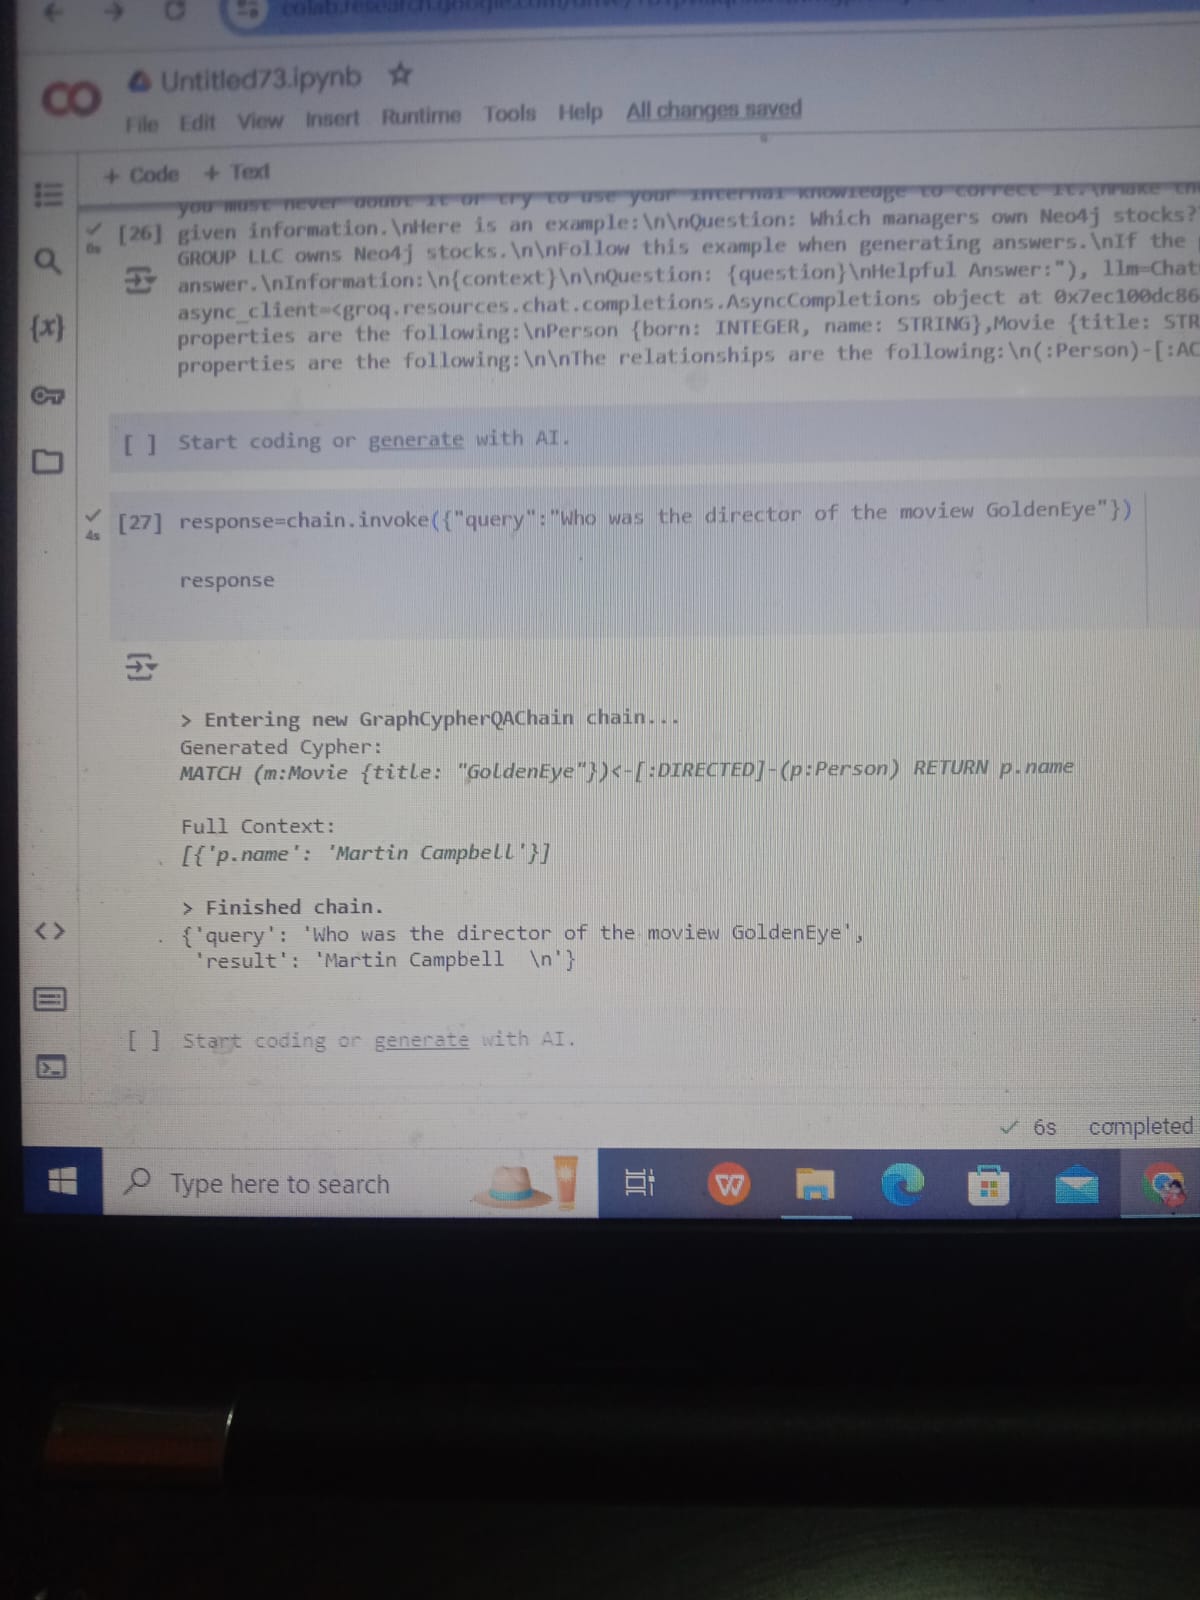 Untitled73.ipynb
File Edit View Insert Runtime Tools Help All changes saved
+ Code + Text
you must never doubt it or try to use your internal knowledge to correct it.\nMake the
[26] given information.\nHere is an example:\n\nQuestion: Which managers own Neo4j stocks?
0s
GROUP LLC owns Neo4j stocks.\n\nFollow this example when generating answers.\nIf the
answer.\nInformation:\n{context}\n\nQuestion: {question}\nHelpful Answer:"), llm=Chat
async_client=<groq.resources.chat.completions.AsyncCompletions object at 0x7ec100dc86
properties are the following:\nPerson {born: INTEGER, name: STRING},Movie {title: STR
properties are the following:\n\nThe relationships are the following:\n(:Person)-[:AC
{x}
[ ] Start coding or generate with AI.
[27] response=chain.invoke({"query":"Who was the director of the moview GoldenEye"})
4s
response
> Entering new GraphCypherQAChain chain...
Generated Cypher:
MATCH (m:Movie {title: "GoldenEye"})<-[:DIRECTED]-(p:Person) RETURN p.name
Full Context:
[{'p.name': 'Martin Campbell'}]
> Finished chain.
{'query': 'Who was the director of the moview GoldenEye',
'result': 'Martin Campbell  \n'}
[ ] Start coding or generate with AI.
6s completed
Type here to search